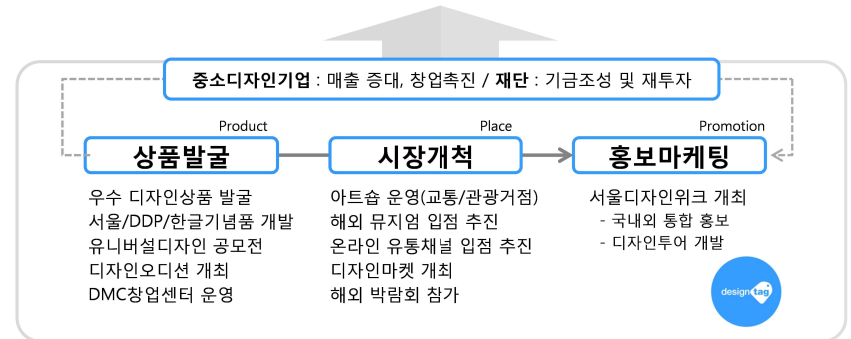 중소디자인기업 : 매출 증대, 창업촉진 / 재단 : 기금조성 및 재투자
Product
상품발굴
우수 디자인상품 발굴
서울/DDP/한글기념품 개발
유니버설디자인 공모전
디자인오디션 개최
DMC창업센터 운영
Place
시장개척
아트숍 운영(교통/관광거점)
해외 뮤지엄 입점 추진
온라인 유통채널 입점 추진
디자인마켓 개최
해외 박람회 참가
Promotion
홍보마케팅
서울디자인위크 개최
- 국내외 통합 홍보
- 디자인투어 개발
design tag